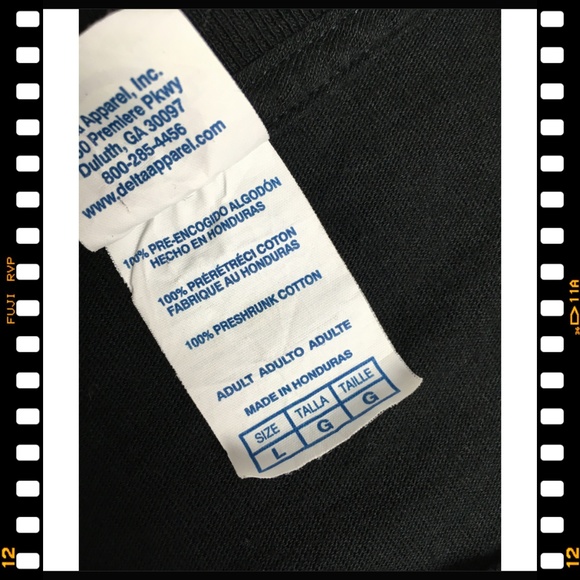 Apparel, Inc.
0 Premiere Pkwy
Duluth, GA 30097
800-285-4456
www.deltaapparel.com
100% PRE-ENCOGIDO ALGODÓN
HECHO EN HONDURAS
100% PRÉRÉTRÉCI COTON
FABRIQUE AU HONDURAS
100% PRESHRUNK COTTON
ADULT ADULTO ADULTE
MADE IN HONDURAS
SIZE TALLA TAILLE
L G G
FUJI RVP
11A
12
12